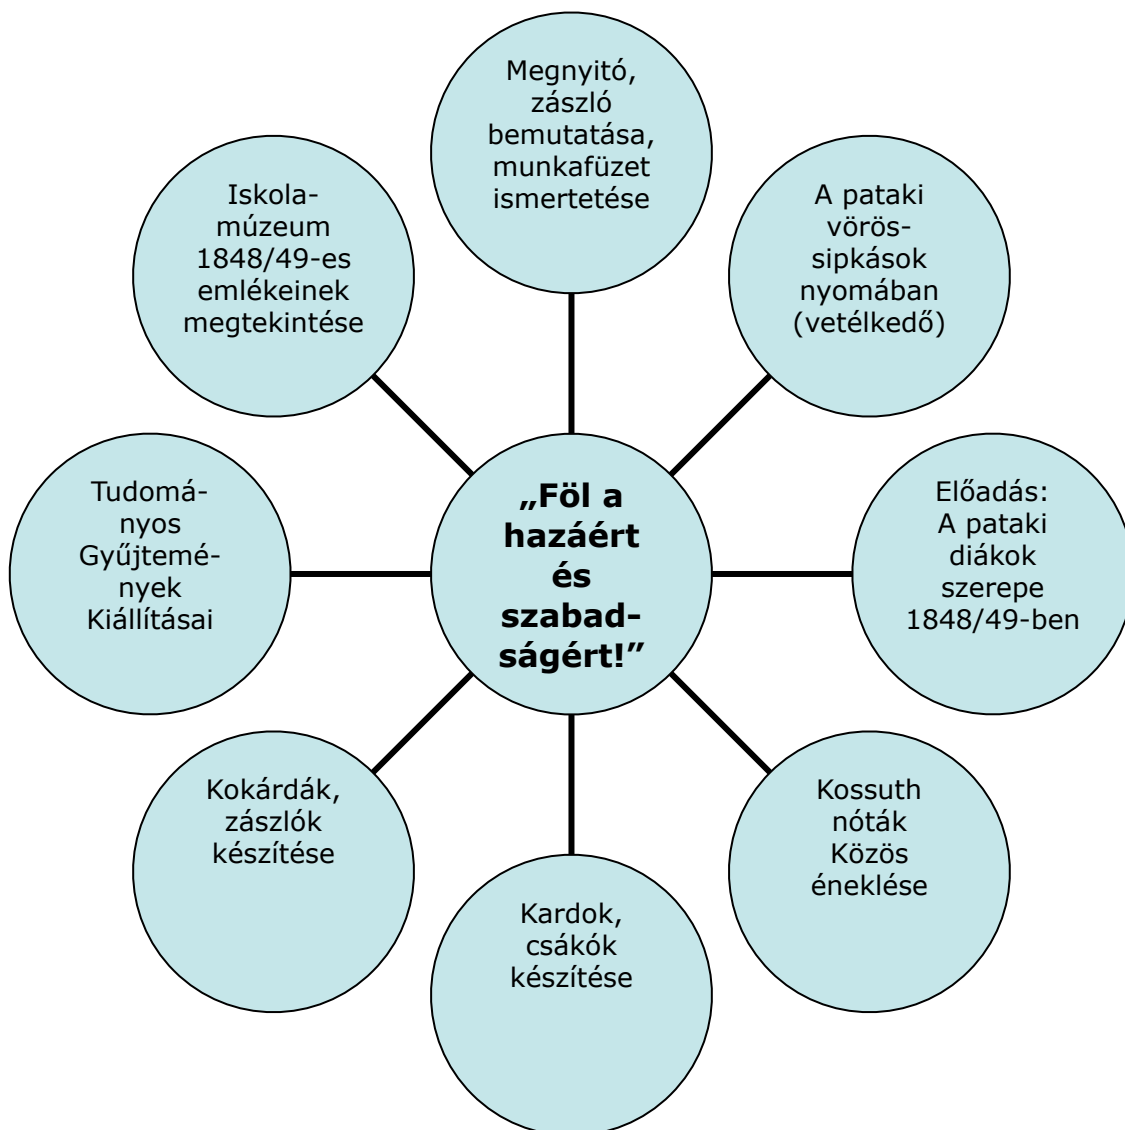 Megnyitó,
zászló
bemutatása,
munkafüzet
ismertetése
A pataki
vörös-
sipkások
nyomában
(vetélkedő)
Előadás:
A pataki
diákok
szerepe
1848/49-ben
Kossuth
nóták
Közös
éneklése
Kardok,
csákók
készítése
Kokárdák,
zászlók
készítése
Tudomá-
nyos
Gyűjtemé-
nyek
Kiállításai
Iskola-
múzeum
1848/49-es
emlékeinek
megtekintése
„Föl a
hazáért
és
szabad-
ságért!”